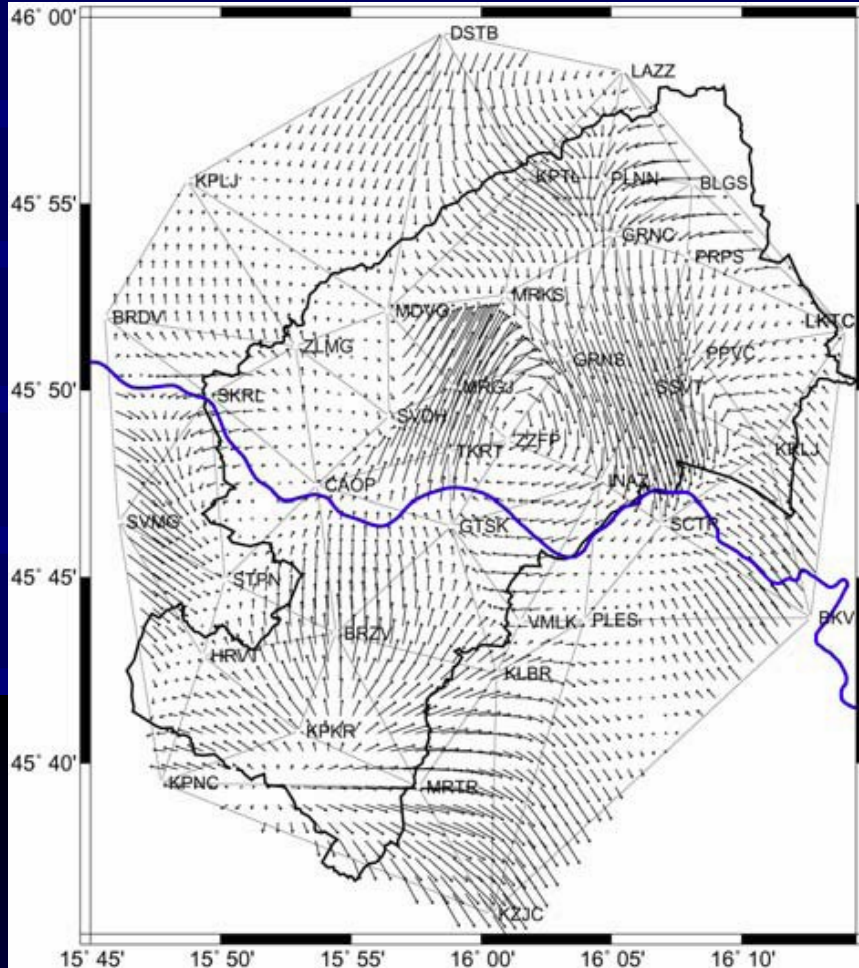 46° 00'
DSTB
LAZZ
KPTL
PLNN
BLGS
KPLJ
45° 55'
GRNC
PRPS
MRKS
MDVG
BRDV
LKTC
ZLMG
PPVC
GRNB
45° 50'
MRGJ
SSVT
SKRL
SVDH
ZZFP
TKRT
KKLJ
CAOP
INAZ
SVMG
GTSK
SCTR
45° 45'
STPN
BRZV
VMLK
PLES
BKV
HRVT
KLBR
KPKR
45° 40'
KPNC
MRTR
KZJC
15° 45'
15° 50'
15° 55'
16° 00'
16° 05'
16° 10'